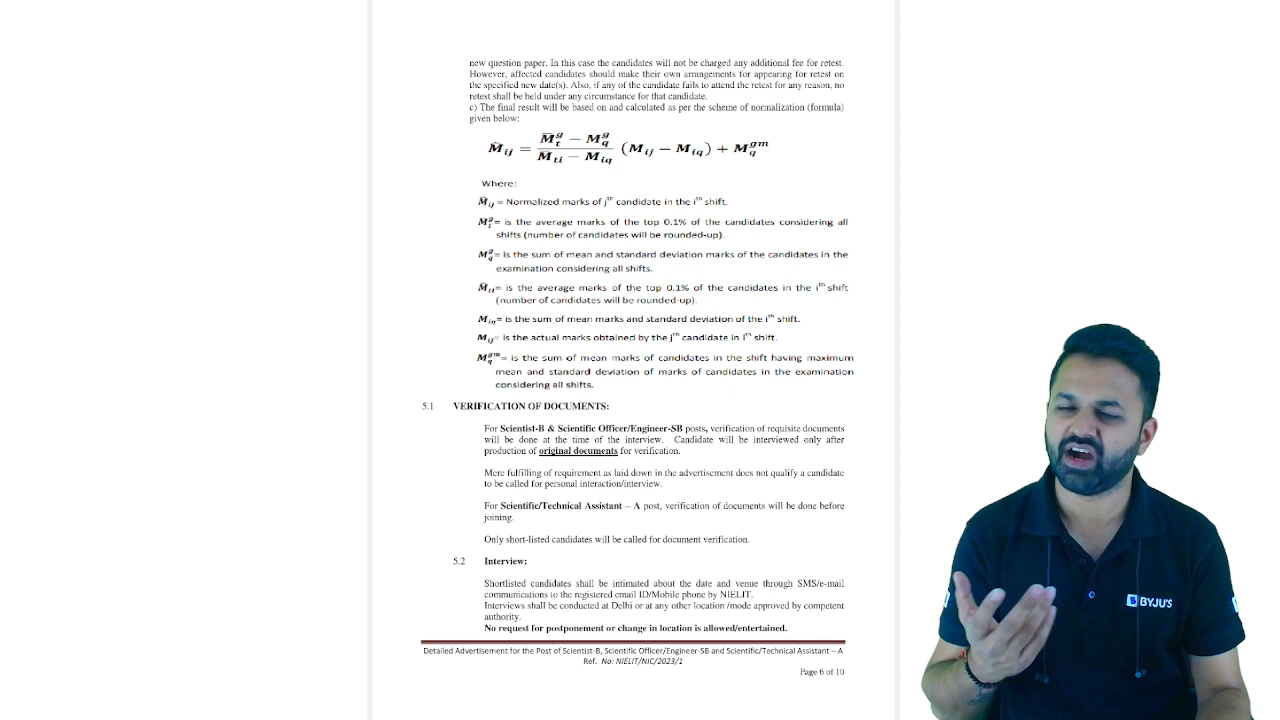 new question paper. In this case the candidates will not be charged any additional fee for retest.
However, affected candidates should make their own arrangements for appearing for retest on
the specified new date(s). Also, if any of the candidate fails to attend the retest for any reason, no
retest shall be held under any circumstance for that candidate.
c) The final result will be based on and calculated as per the scheme of normalization (formula)
given below:
M̂ij = (M̄tg − Mqg) / (M̄ti − Miq) (Mij − Miq) + Mqgm
Where:
M̂ij = Normalized marks of jth candidate in the ith shift.
M̄tg= is the average marks of the top 0.1% of the candidates considering all
shifts (number of candidates will be rounded-up).
Mqg= is the sum of mean and standard deviation marks of the candidates in the
examination considering all shifts.
M̄ti= is the average marks of the top 0.1% of the candidates in the ith shift
(number of candidates will be rounded-up).
Miq= is the sum of mean marks and standard deviation of the ith shift.
Mij= is the actual marks obtained by the jth candidate in ith shift.
Mqgm= is the sum of mean marks of candidates in the shift having maximum
mean and standard deviation of marks of candidates in the examination
considering all shifts.
5.1 VERIFICATION OF DOCUMENTS:
For Scientist-B & Scientific Officer/Engineer-SB posts, verification of requisite documents
will be done at the time of the interview. Candidate will be interviewed only after
production of original documents for verification.
Mere fulfilling of requirement as laid down in the advertisement does not qualify a candidate
to be called for personal interaction/interview.
For Scientific/Technical Assistant – A post, verification of documents will be done before
joining.
Only short-listed candidates will be called for document verification.
5.2 Interview:
Shortlisted candidates shall be intimated about the date and venue through SMS/e-mail
communications to the registered email ID/Mobile phone by NIELIT.
Interviews shall be conducted at Delhi or at any other location /mode approved by competent
authority.
No request for postponement or change in location is allowed/entertained.
Detailed Advertisement for the Post of Scientist-B, Scientific Officer/Engineer-SB and Scientific/Technical Assistant – A
Ref. No: NIELIT/NIC/2023/1
Page 6 of 10
BYJU'S